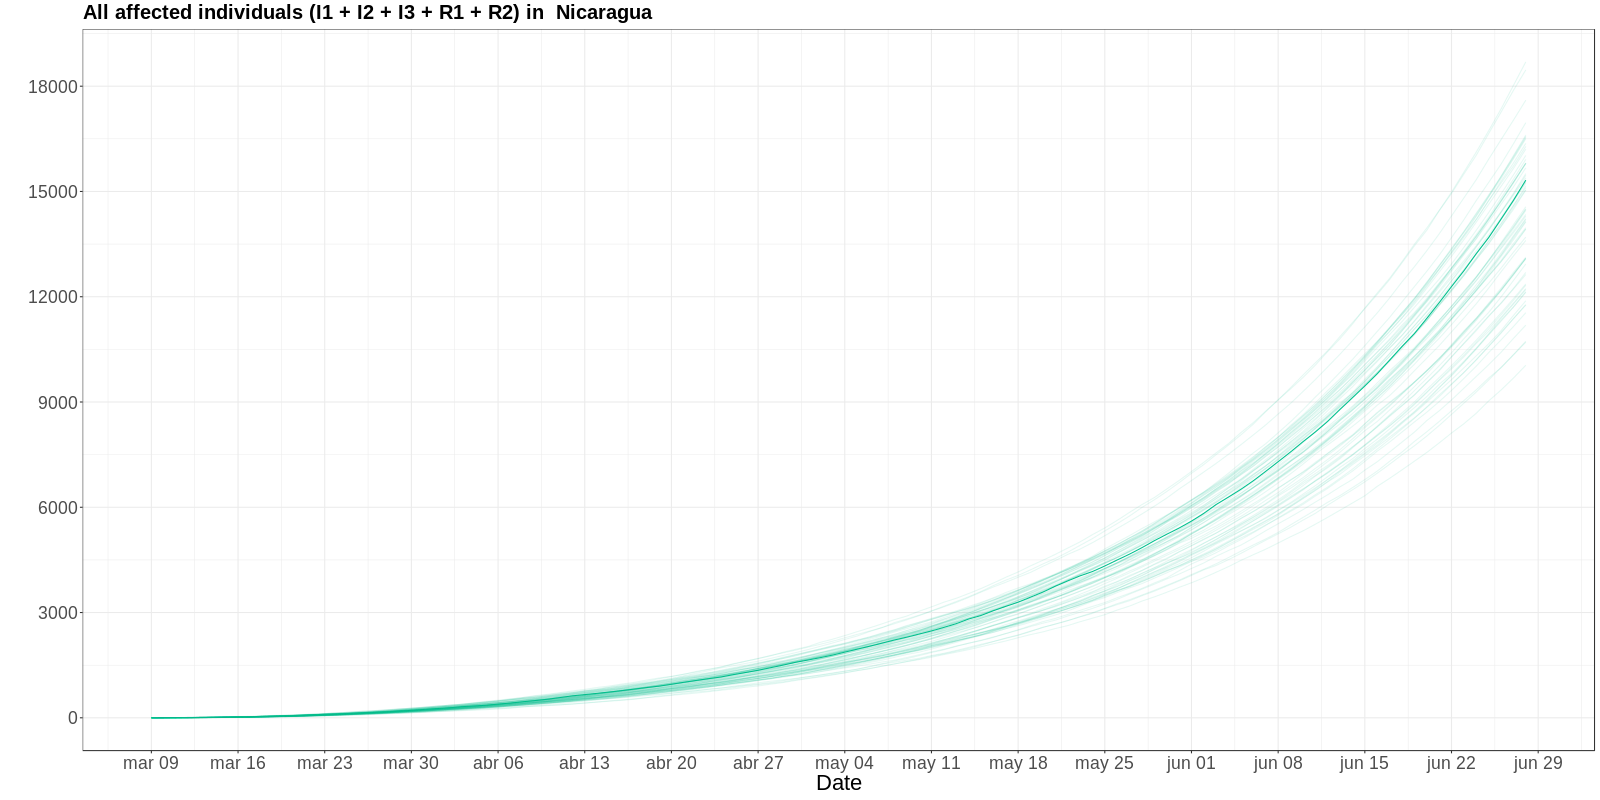 All affected individuals (I1 + I2 + I3 + R1 + R2) in  Nicaragua
18000
15000
12000
9000
6000
3000
0
mar 09 mar 16 mar 23 mar 30 abr 06 abr 13 abr 20 abr 27 may 04 may 11 may 18 may 25 jun 01 jun 08 jun 15 jun 22 jun 29
Date